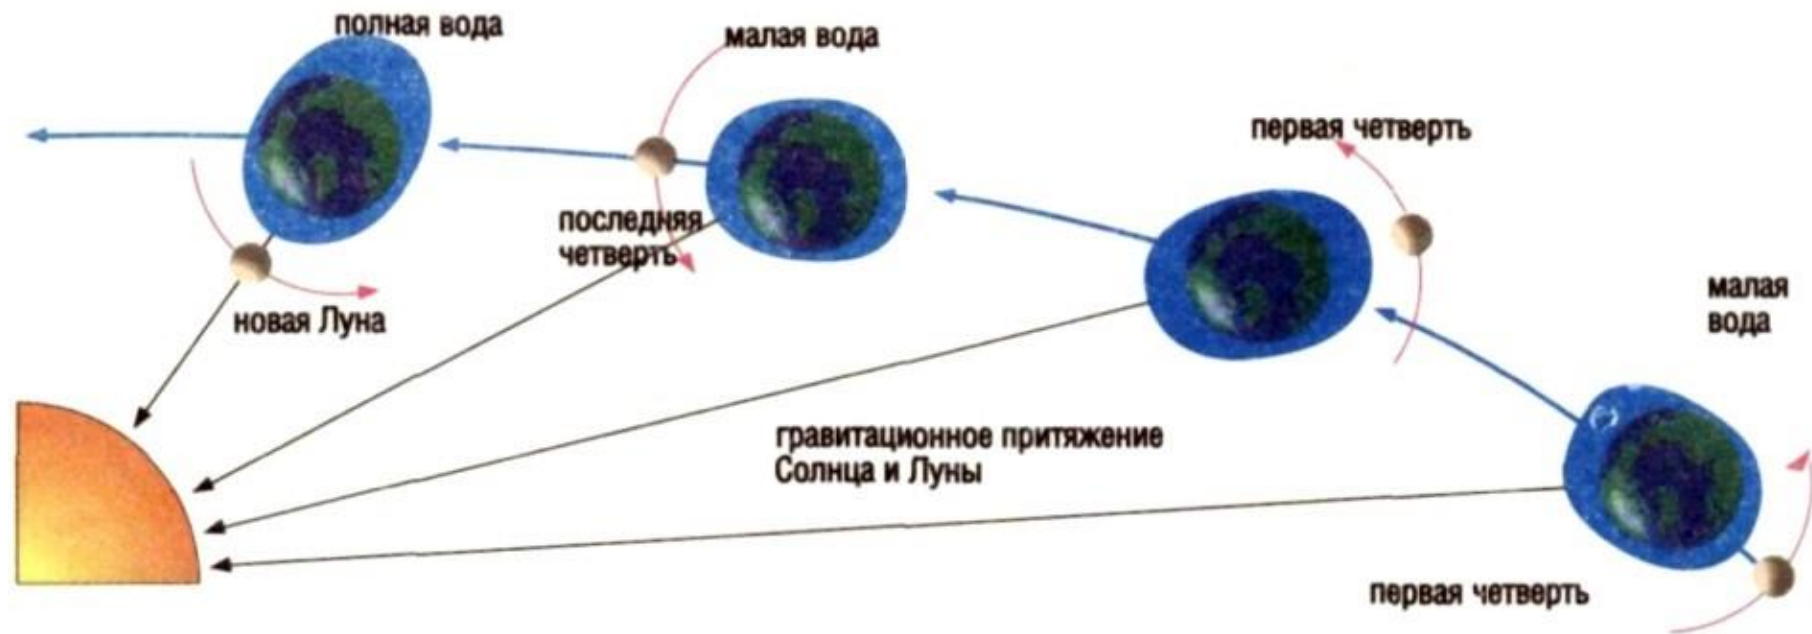 полная вода
малая вода
первая четверть
последняя
четверть
новая Луна
малая
вода
гравитационное притяжение
Солнца и Луны
первая четверть